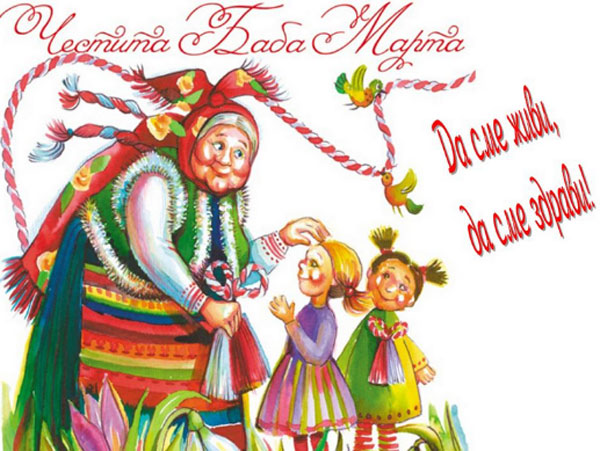 Честита Баба Марта
Да сме живи,
да сме здрави!